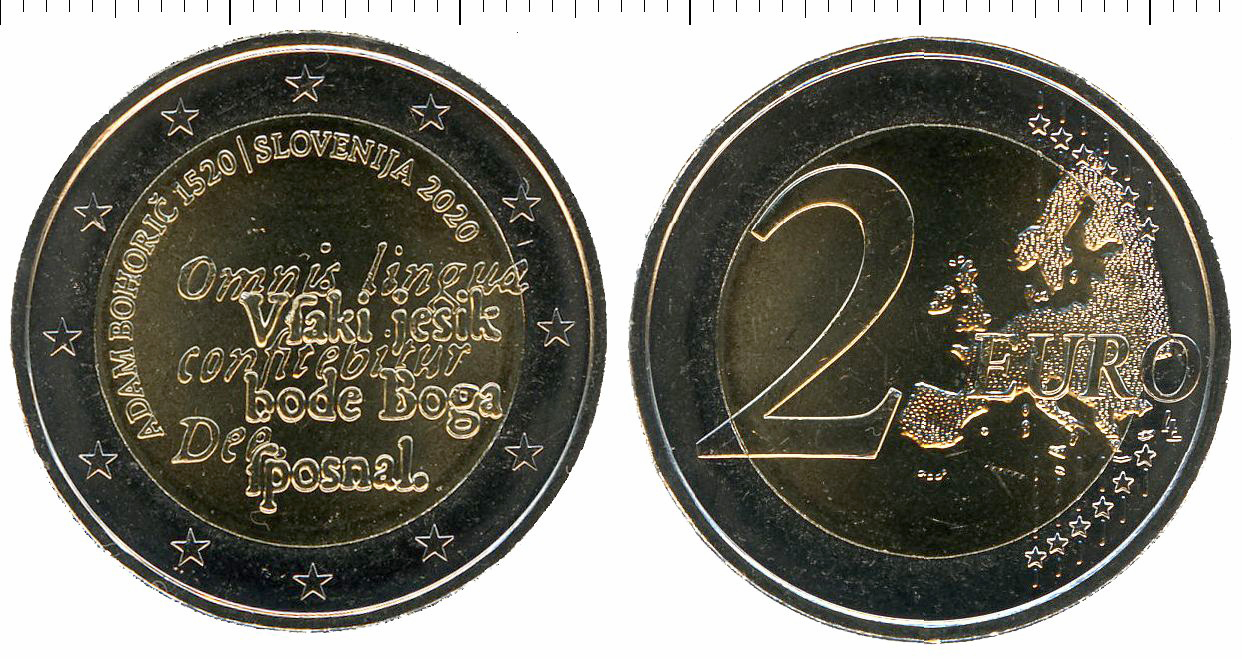 ADAM BOHORIČ 1520 | SLOVENIJA 2020
Omnis lingua
Vſaki jesik
confitebitur
bode Boga
Deo
ſposnal.
2 EURO